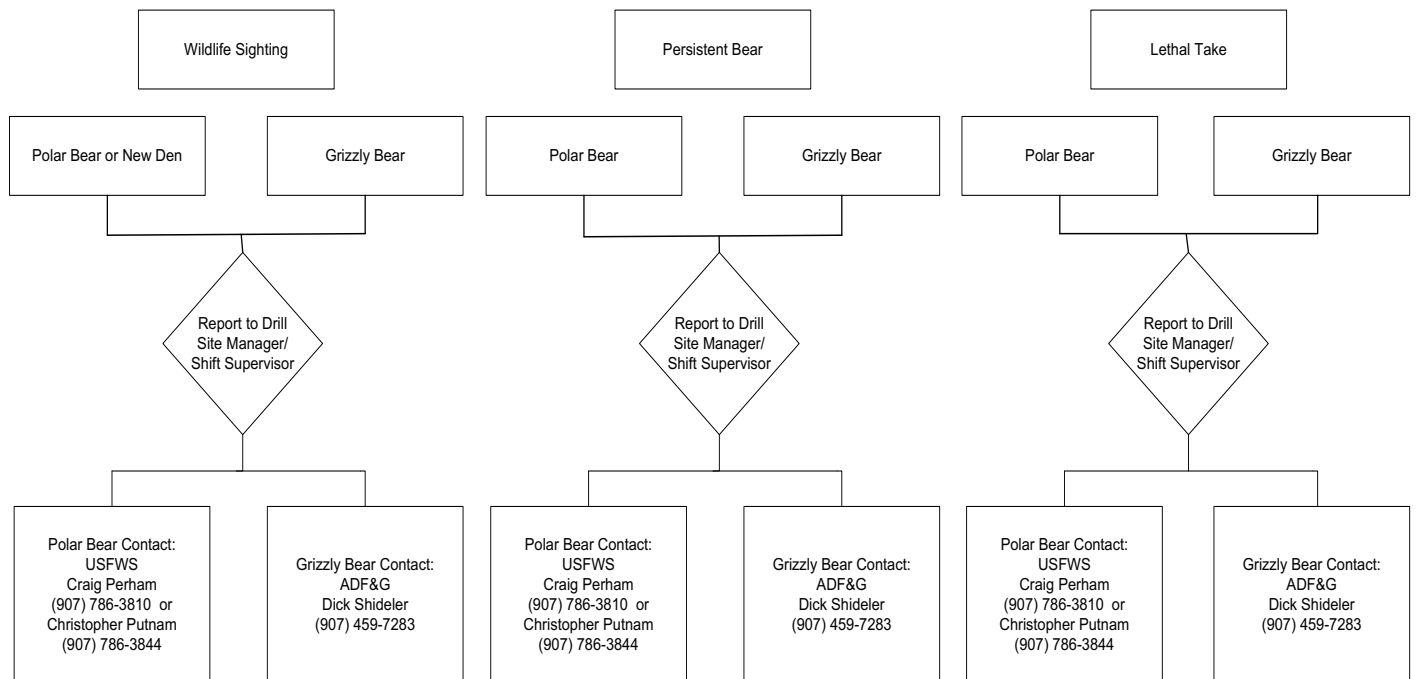 Wildlife Sighting
Persistent Bear
Lethal Take
Polar Bear or New Den
Grizzly Bear
Polar Bear
Grizzly Bear
Polar Bear
Grizzly Bear
Report to Drill
Site Manager/
Shift Supervisor
Report to Drill
Site Manager/
Shift Supervisor
Report to Drill
Site Manager/
Shift Supervisor
Polar Bear Contact:
USFWS
Craig Perham
(907) 786-3810 or
Christopher Putnam
(907) 786-3844
Grizzly Bear Contact:
ADF&G
Dick Shideler
(907) 459-7283
Polar Bear Contact:
USFWS
Craig Perham
(907) 786-3810 or
Christopher Putnam
(907) 786-3844
Grizzly Bear Contact:
ADF&G
Dick Shideler
(907) 459-7283
Polar Bear Contact:
USFWS
Craig Perham
(907) 786-3810 or
Christopher Putnam
(907) 786-3844
Grizzly Bear Contact:
ADF&G
Dick Shideler
(907) 459-7283